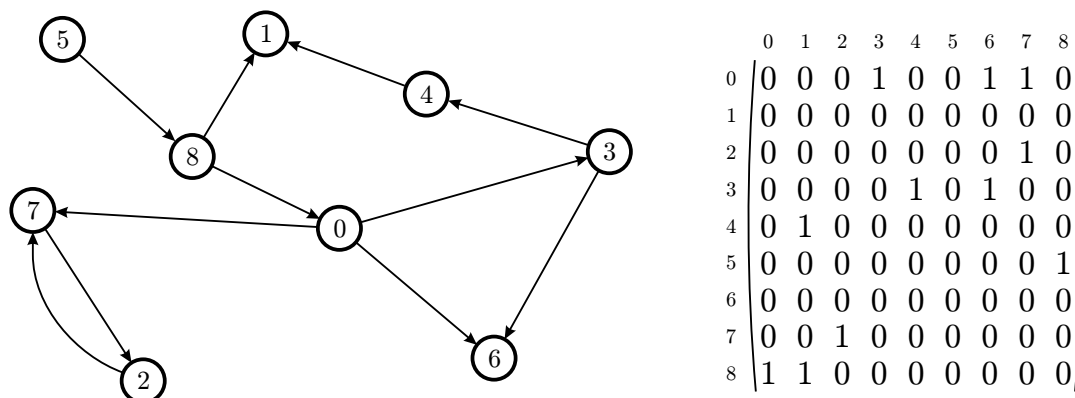 5
1
4
8
3
7
0
6
2
0 1 2 3 4 5 6 7 8
0 0 0 0 1 0 0 1 1 0
1 0 0 0 0 0 0 0 0 0
2 0 0 0 0 0 0 0 1 0
3 0 0 0 0 1 0 1 0 0
4 0 1 0 0 0 0 0 0 0
5 0 0 0 0 0 0 0 0 1
6 0 0 0 0 0 0 0 0 0
7 0 0 1 0 0 0 0 0 0
8 1 1 0 0 0 0 0 0 0